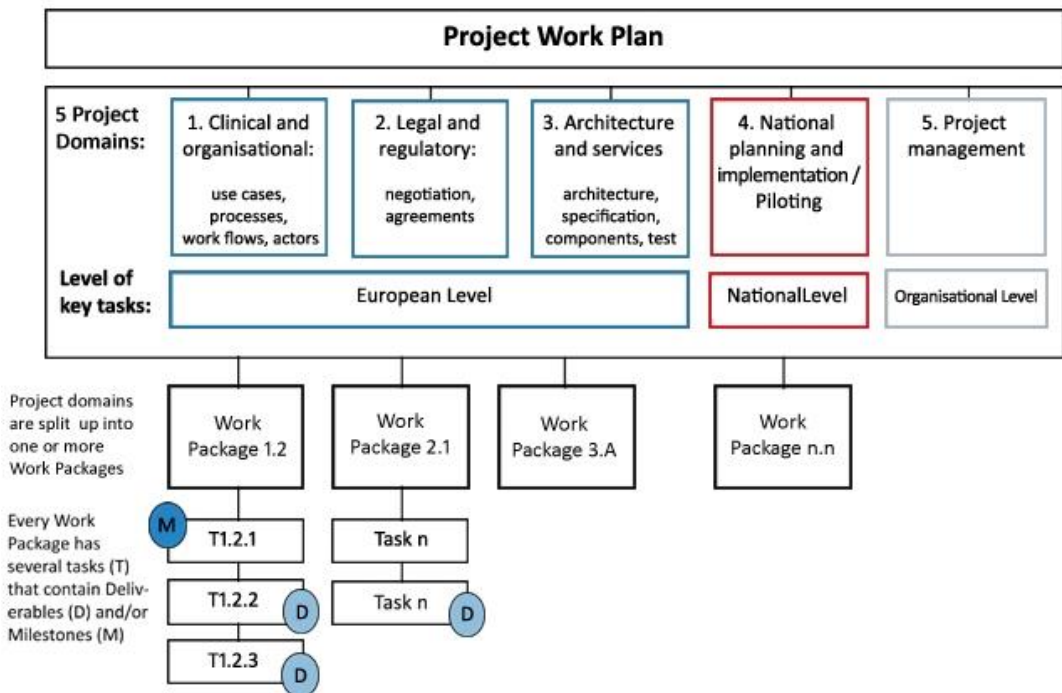 Project Work Plan
5 Project
Domains:
1. Clinical and
organisational:
use cases,
processes,
work flows, actors
2. Legal and
regulatory:
negotiation,
agreements
3. Architecture
and services
architecture,
specification,
components, test
4. National
planning and
implementation /
Piloting
5. Project
management
Level of
key tasks:
European Level
NationalLevel
Organisational Level
Project domains
are split up into
one or more
Work Packages
Work
Package 1.2
Work
Package 2.1
Work
Package 3.A
Work
Package n.n
Every Work
Package has
several tasks (T)
that contain Deliv-
erables (D) and/or
Milestones (M)
M
T1.2.1
T1.2.2
D
T1.2.3
D
Task n
Task n
D